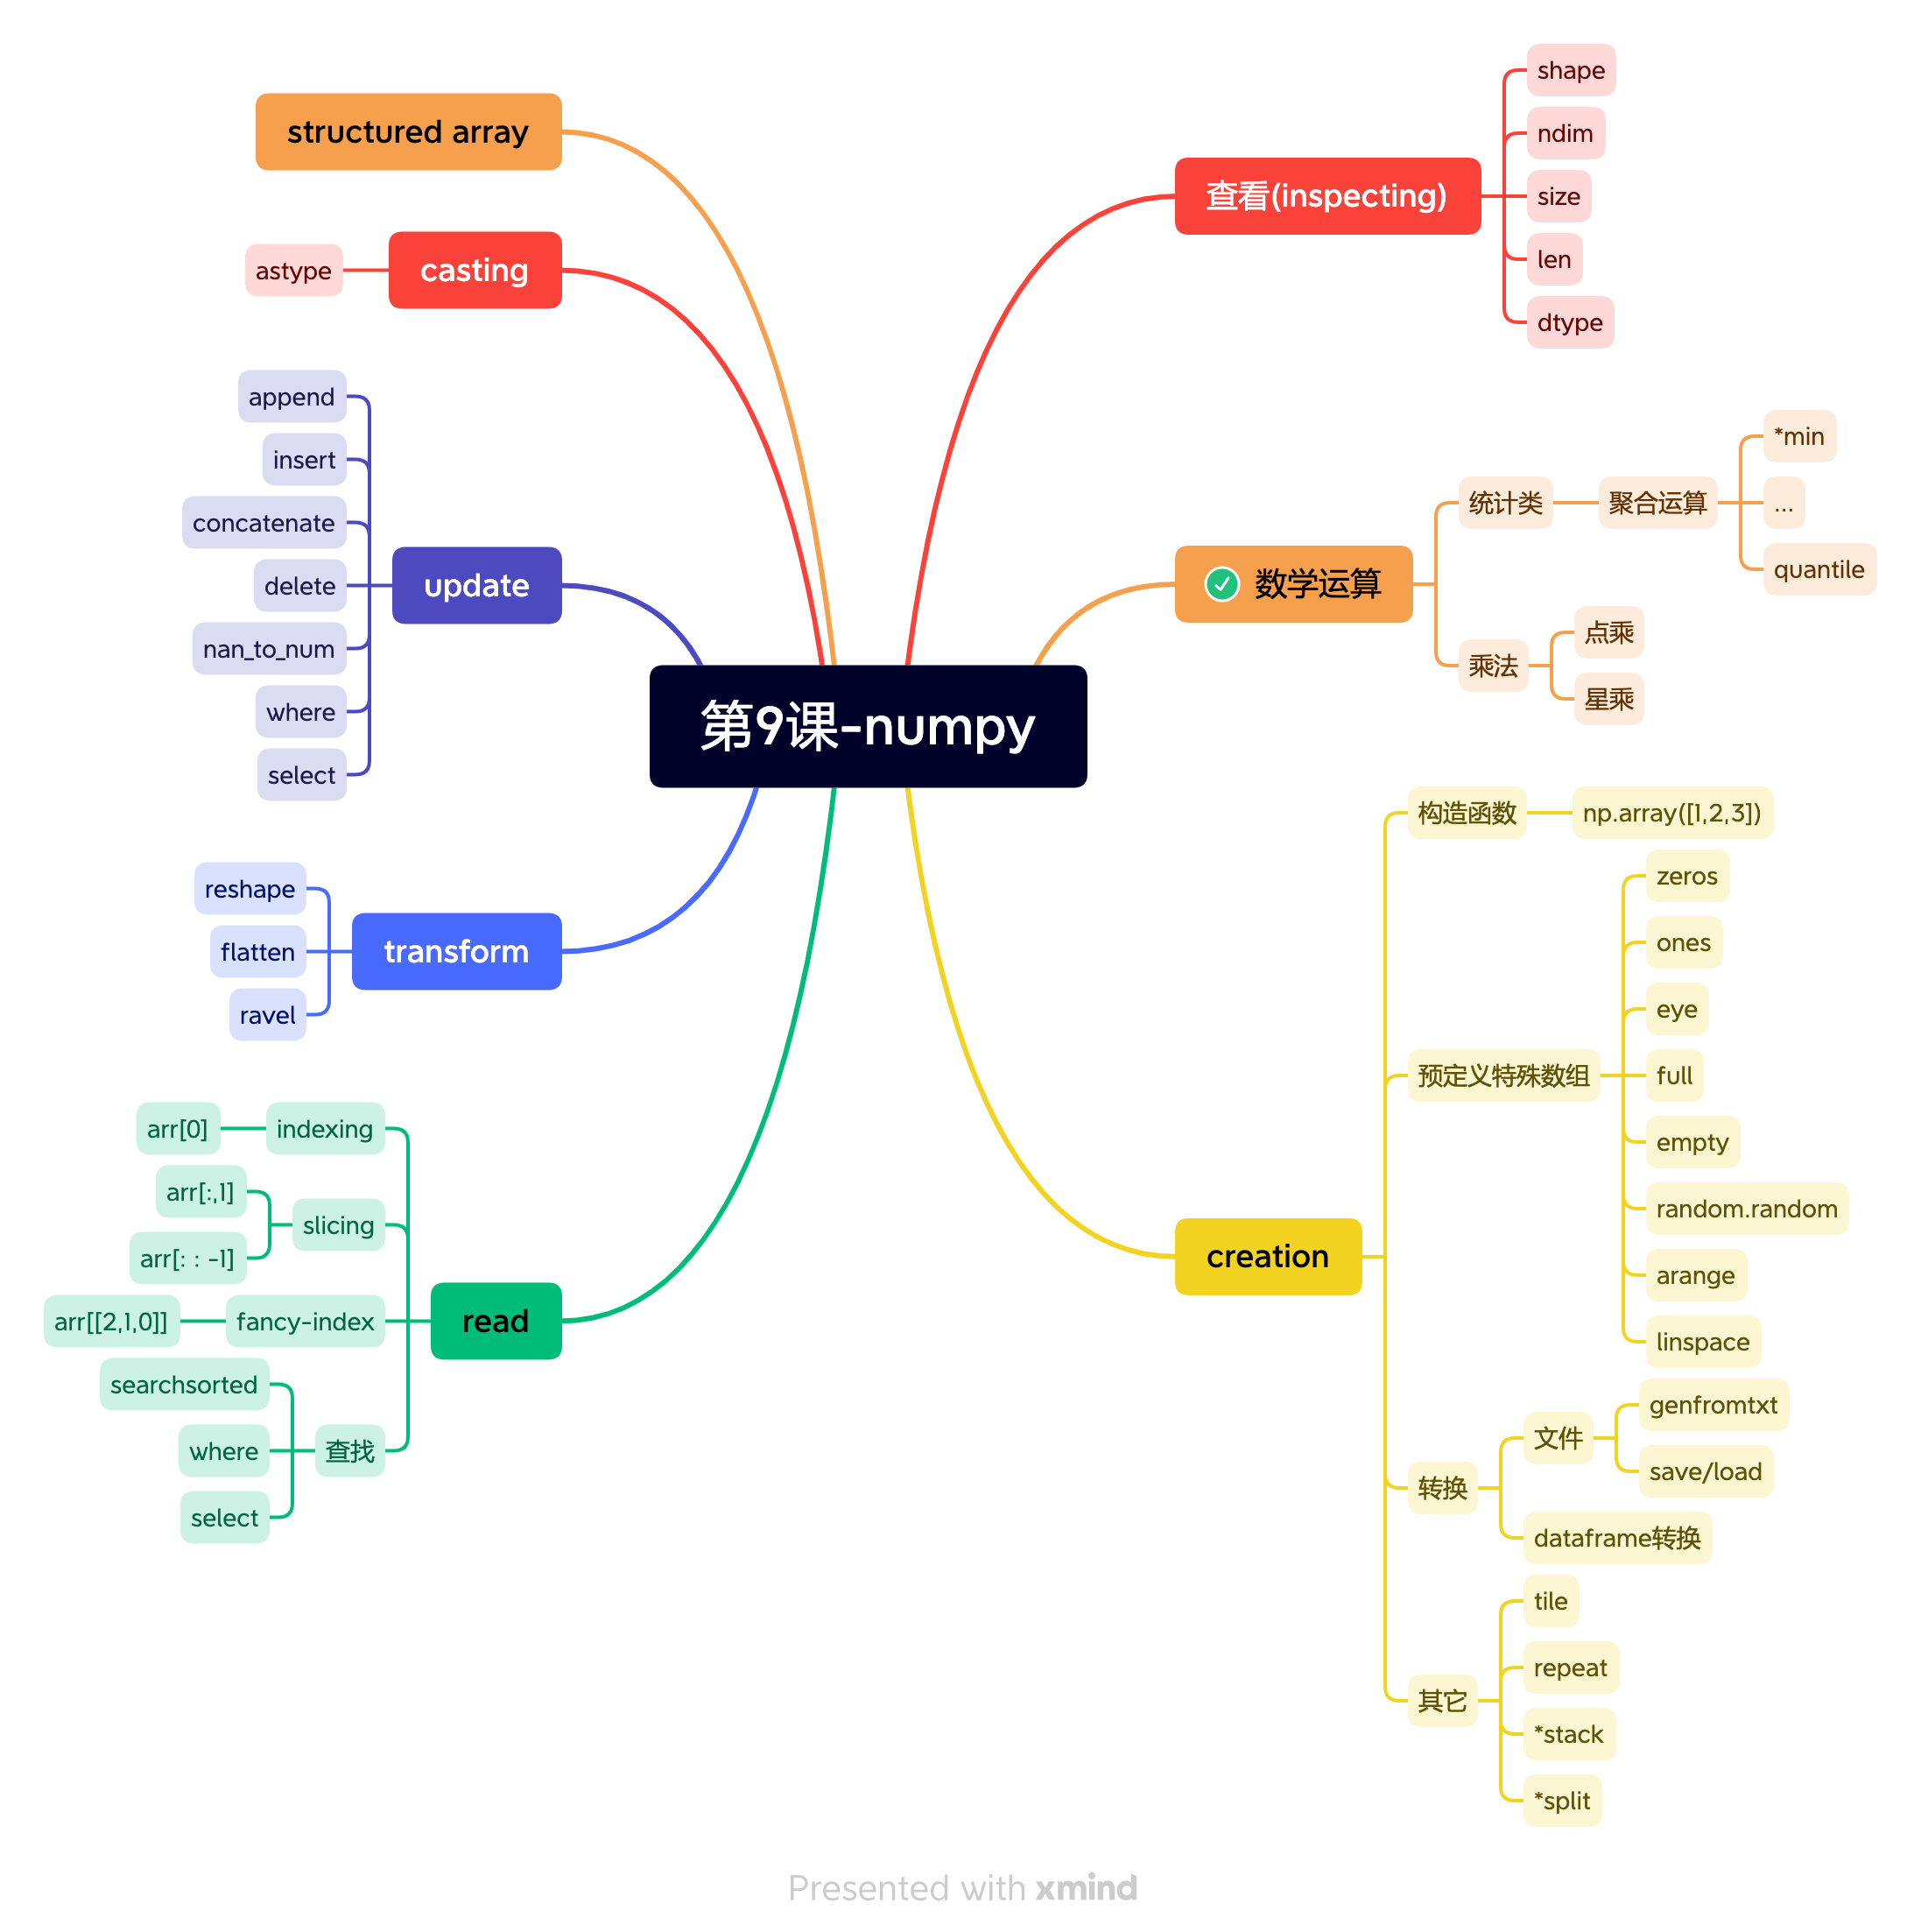 第9课-numpy
查看(inspecting)
shape
ndim
size
len
dtype
数学运算
统计类
聚合运算
*min
...
quantile
乘法
点乘
星乘
creation
构造函数
np.array([1,2,3])
预定义特殊数组
zeros
ones
eye
full
empty
random.random
arange
linspace
转换
文件
genfromtxt
save/load
dataframe转换
其它
tile
repeat
*stack
*split
structured array
casting
astype
update
append
insert
concatenate
delete
nan_to_num
where
select
transform
reshape
flatten
ravel
read
indexing
arr[0]
slicing
arr[:,1]
arr[: : -1]
fancy-index
arr[[2,1,0]]
查找
searchsorted
where
select
Presented with xmind